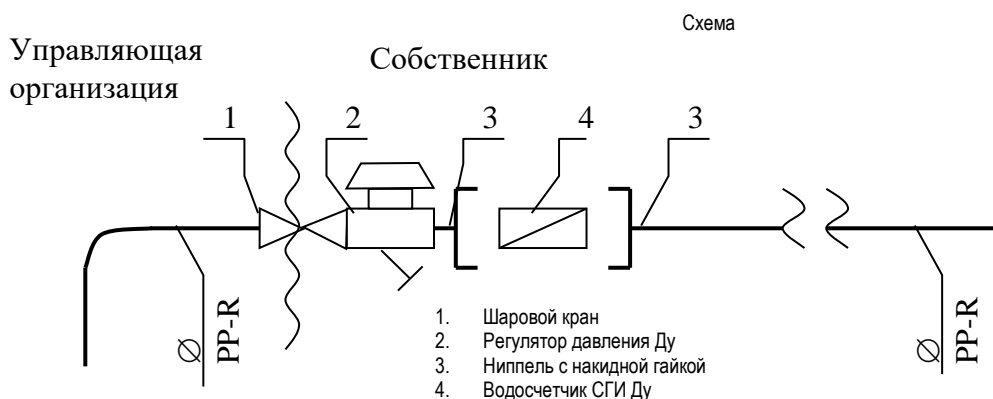 Схема
Управляющая
организация
Собственник
1 2 3 4 3
∅ PP-R
∅ PP-R
1. Шаровой кран
2. Регулятор давления Ду
3. Ниппель с накидной гайкой
4. Водосчетчик СГИ Ду